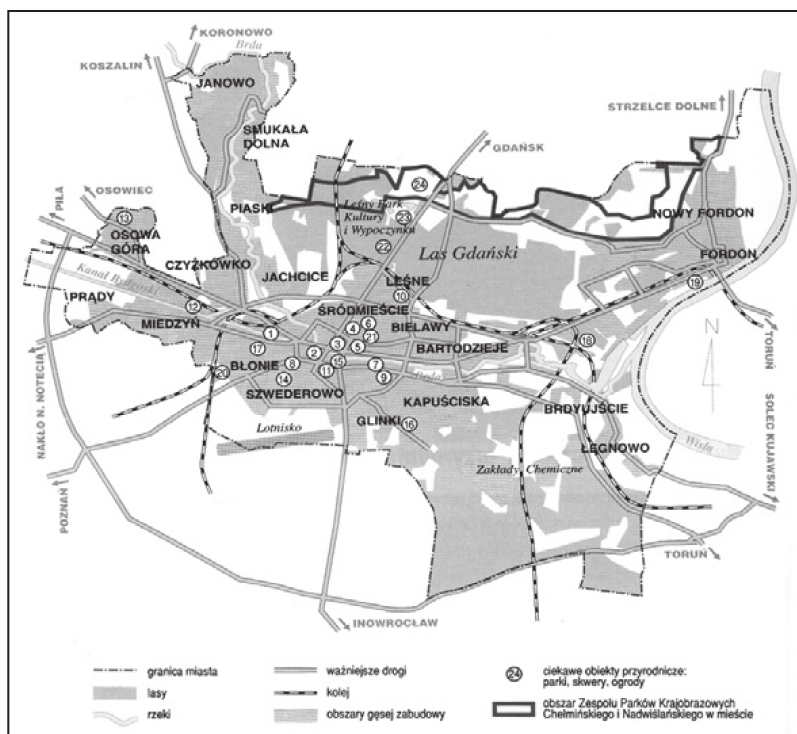 KORONOWO
Brda
KOSZALIN
JANOWO
STRZELCE DOLNE
SMUKAŁA
DOLNA
GDAŃSK
24
PIŁA
OSOWIEC
PIASKI
Leśny Park
Kultury
i Wypoczynku
23
NOWY FORDON
13
OSOWA
GÓRA
22
Las Gdański
FORDON
CZYŻKÓWKO
JACHCICE
Kanał Bydgoski
LEŚNE
19
PRĄDY
12
10
ŚRÓDMIEŚCIE
MIEDZYŃ
1
4
6
BIELAWY
N
TORUŃ
21
3
5
BARTODZIEJE
18
17
2
BŁONIE
8
15
7
Brda
20
14
11
9
NAKŁO N. NOTECIĄ
SZWEDEROWO
KAPUŚCISKA
BRDYUJŚCIE
SOLEC KUJAWSKI
GLINKI
16
Lotnisko
ŁĘGNOWO
Wisła
Zakłady Chemiczne
POZNAŃ
TORUŃ
INOWROCŁAW
granica miasta
ważniejsze drogi
24
ciekawe obiekty przyrodnicze:
parki, skwery, ogrody
lasy
kolej
obszar Zespołu Parków Krajobrazowych
Chełmińskiego i Nadwiślańskiego w mieście
rzeki
obszary gęsej zabudowy